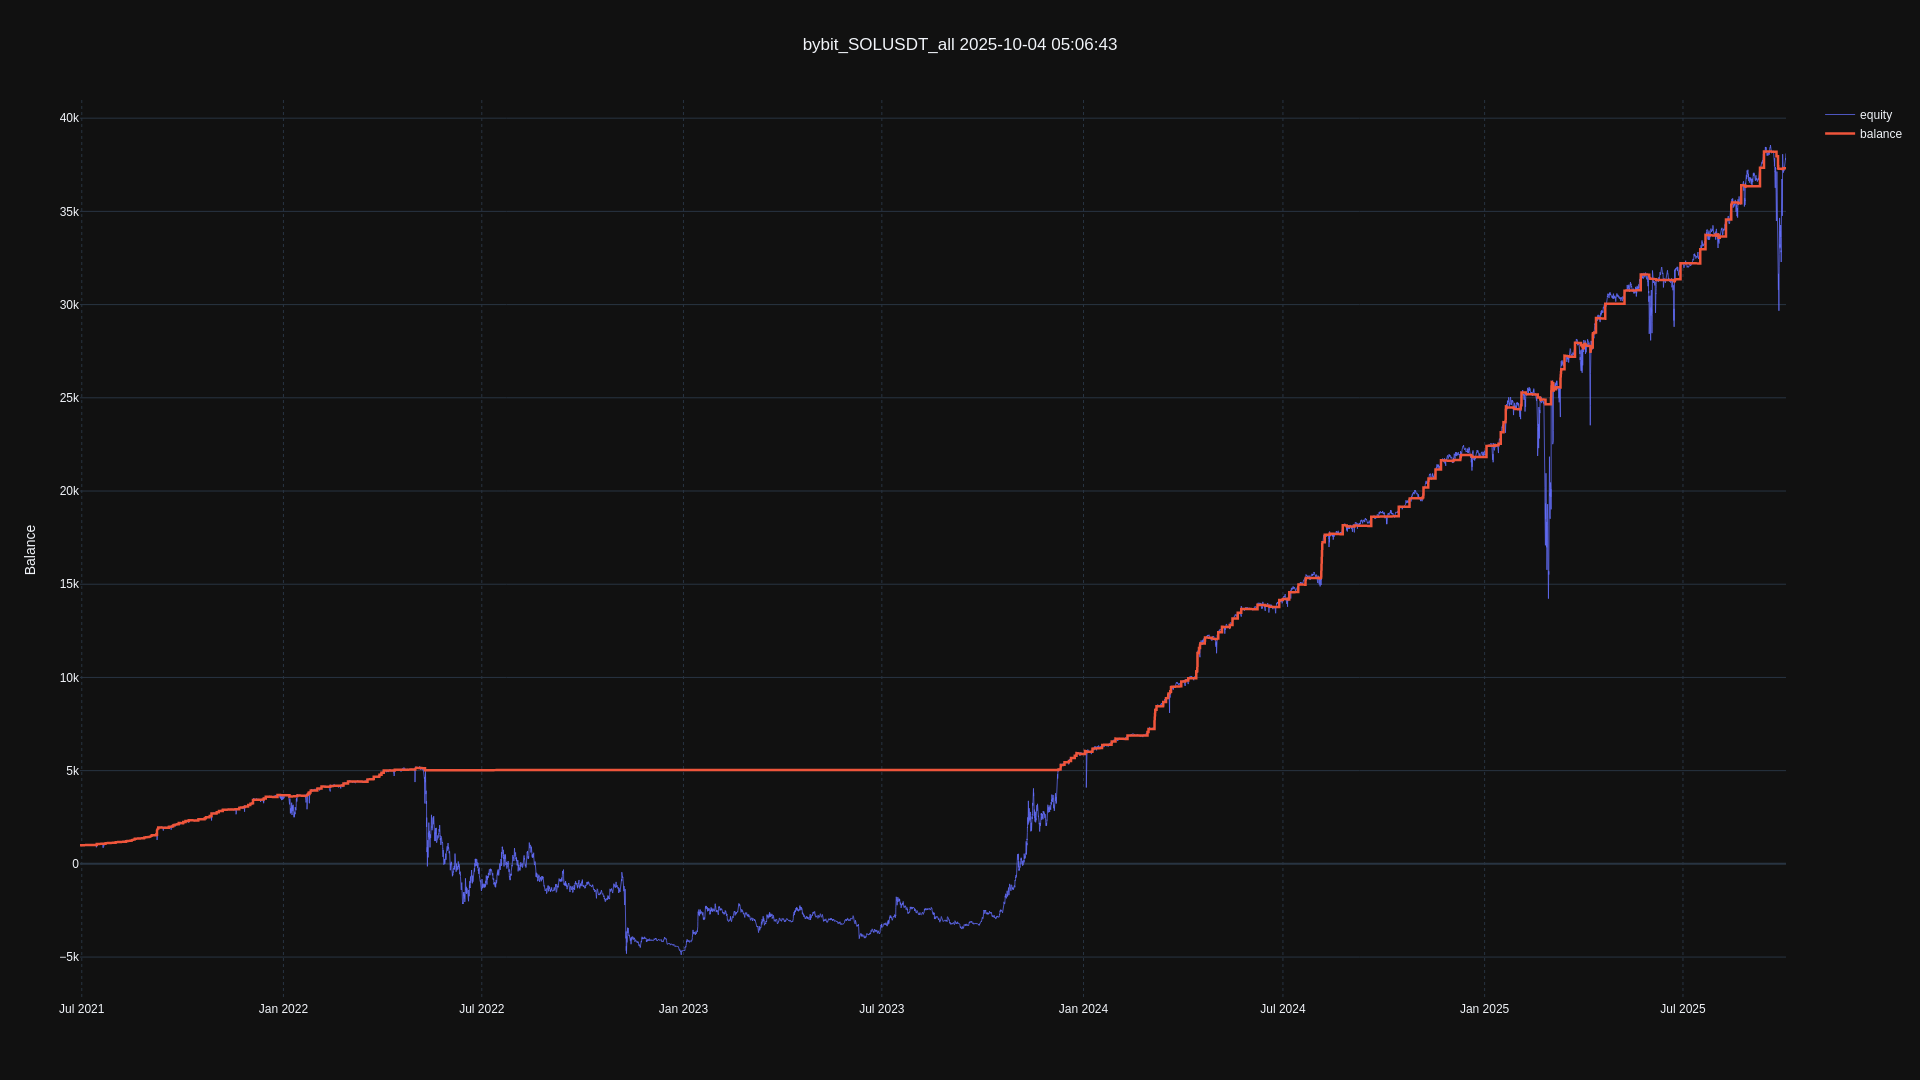 bybit_SOLUSDT_all 2025-10-04 05:06:43
equity
balance
Balance
40k
35k
30k
25k
20k
15k
10k
5k
0
−5k
Jul 2021
Jan 2022
Jul 2022
Jan 2023
Jul 2023
Jan 2024
Jul 2024
Jan 2025
Jul 2025